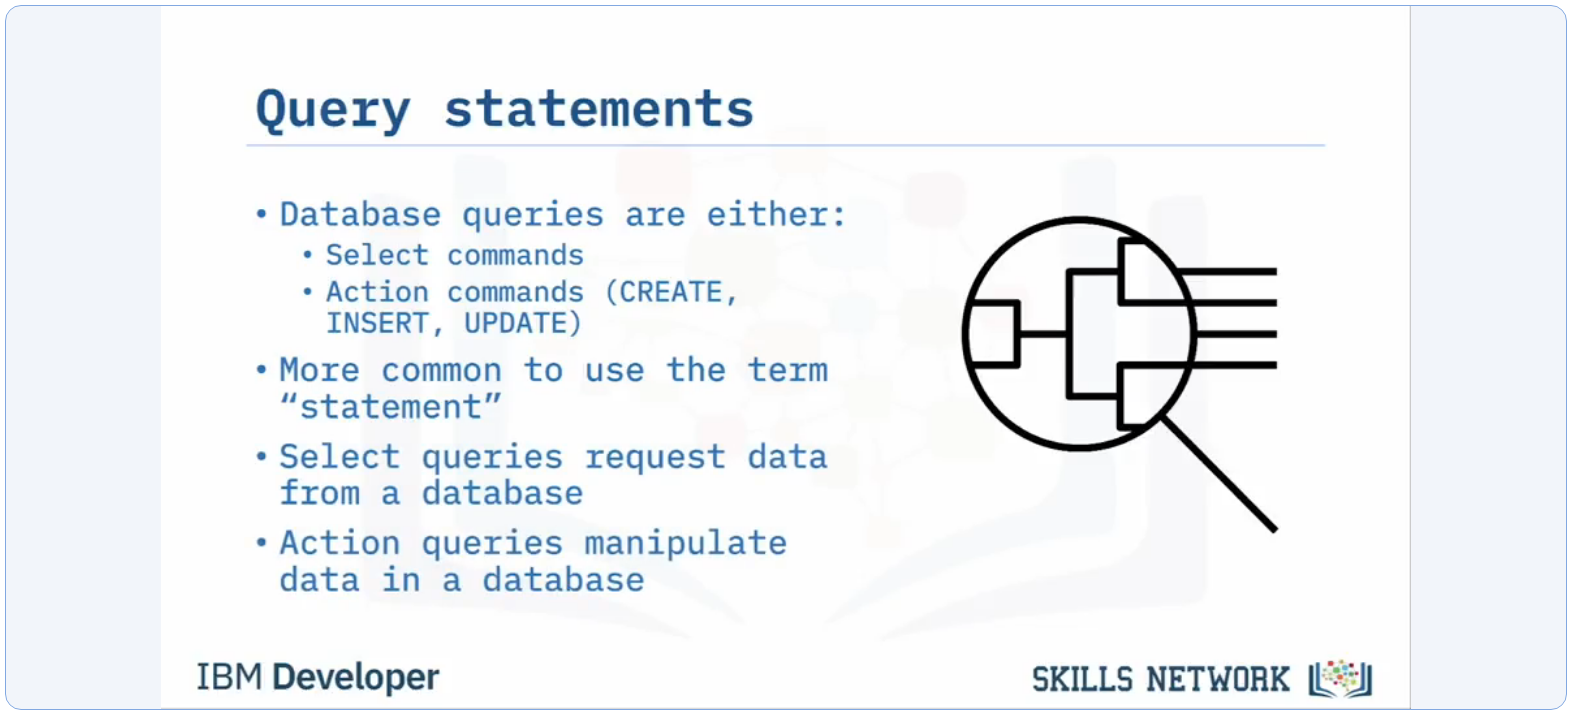 Query statements
• Database queries are either:
• Select commands
• Action commands (CREATE,
INSERT, UPDATE)
• More common to use the term
“statement”
• Select queries request data
from a database
• Action queries manipulate
data in a database
IBM Developer
SKILLS NETWORK